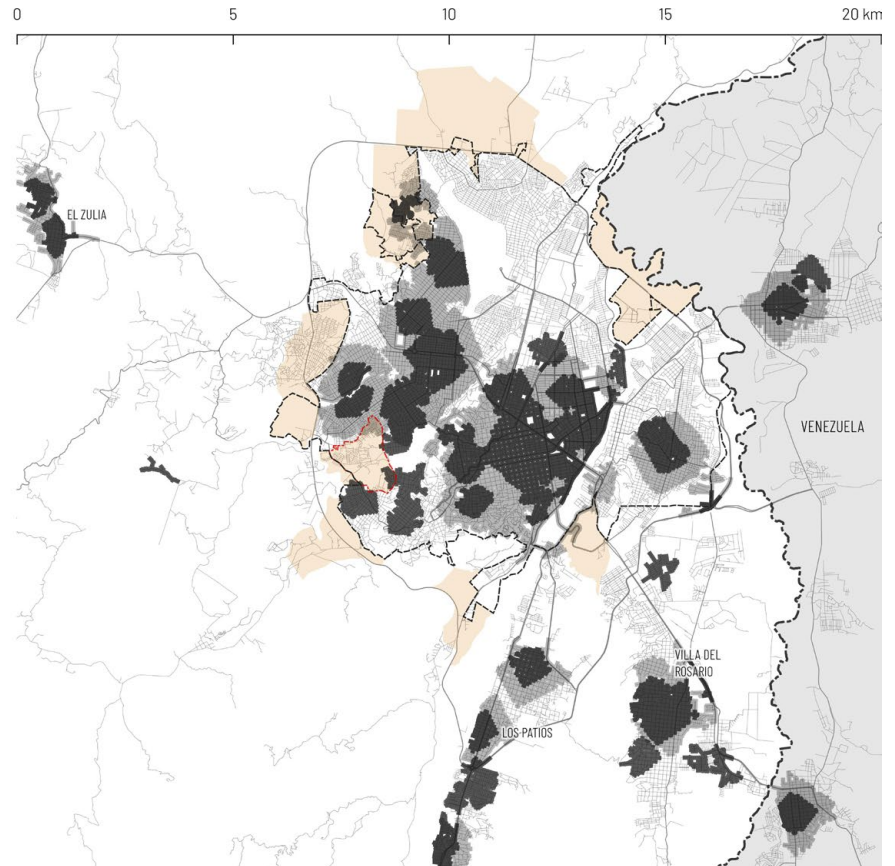 0 5 10 15 20 km
EL ZULIA
VENEZUELA
VILLA DEL
ROSARIO
LOS PATIOS